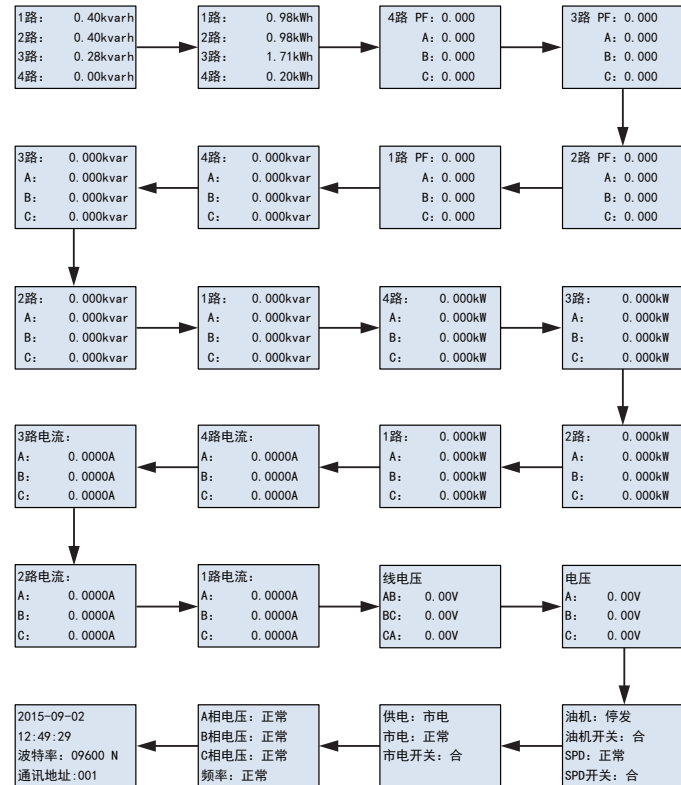 1路： 0.40kvarh
2路： 0.40kvarh
3路： 0.28kvarh
4路： 0.00kvarh
1路： 0.98kWh
2路： 0.98kWh
3路： 1.71kWh
4路： 0.20kWh
4路 PF：0.000
A：0.000
B：0.000
C：0.000
3路 PF：0.000
A：0.000
B：0.000
C：0.000
2路 PF：0.000
A：0.000
B：0.000
C：0.000
1路 PF：0.000
A：0.000
B：0.000
C：0.000
4路： 0.000kvar
A： 0.000kvar
B： 0.000kvar
C： 0.000kvar
3路： 0.000kvar
A： 0.000kvar
B： 0.000kvar
C： 0.000kvar
2路： 0.000kvar
A： 0.000kvar
B： 0.000kvar
C： 0.000kvar
1路： 0.000kvar
A： 0.000kvar
B： 0.000kvar
C： 0.000kvar
4路： 0.000kW
A： 0.000kW
B： 0.000kW
C： 0.000kW
3路： 0.000kW
A： 0.000kW
B： 0.000kW
C： 0.000kW
2路： 0.000kW
A： 0.000kW
B： 0.000kW
C： 0.000kW
1路： 0.000kW
A： 0.000kW
B： 0.000kW
C： 0.000kW
4路电流：
A： 0.0000A
B： 0.0000A
C： 0.0000A
3路电流：
A： 0.0000A
B： 0.0000A
C： 0.0000A
2路电流：
A： 0.0000A
B： 0.0000A
C： 0.0000A
1路电流：
A： 0.0000A
B： 0.0000A
C： 0.0000A
线电压
AB： 0.00V
BC： 0.00V
CA： 0.00V
电压
A： 0.00V
B： 0.00V
C： 0.00V
油机：停发
油机开关：合
SPD：正常
SPD开关：合
供电：市电
市电：正常
市电开关：合
A相电压：正常
B相电压：正常
C相电压：正常
频率：正常
2015-09-02
12:49:29
波特率：09600 N
通讯地址:001